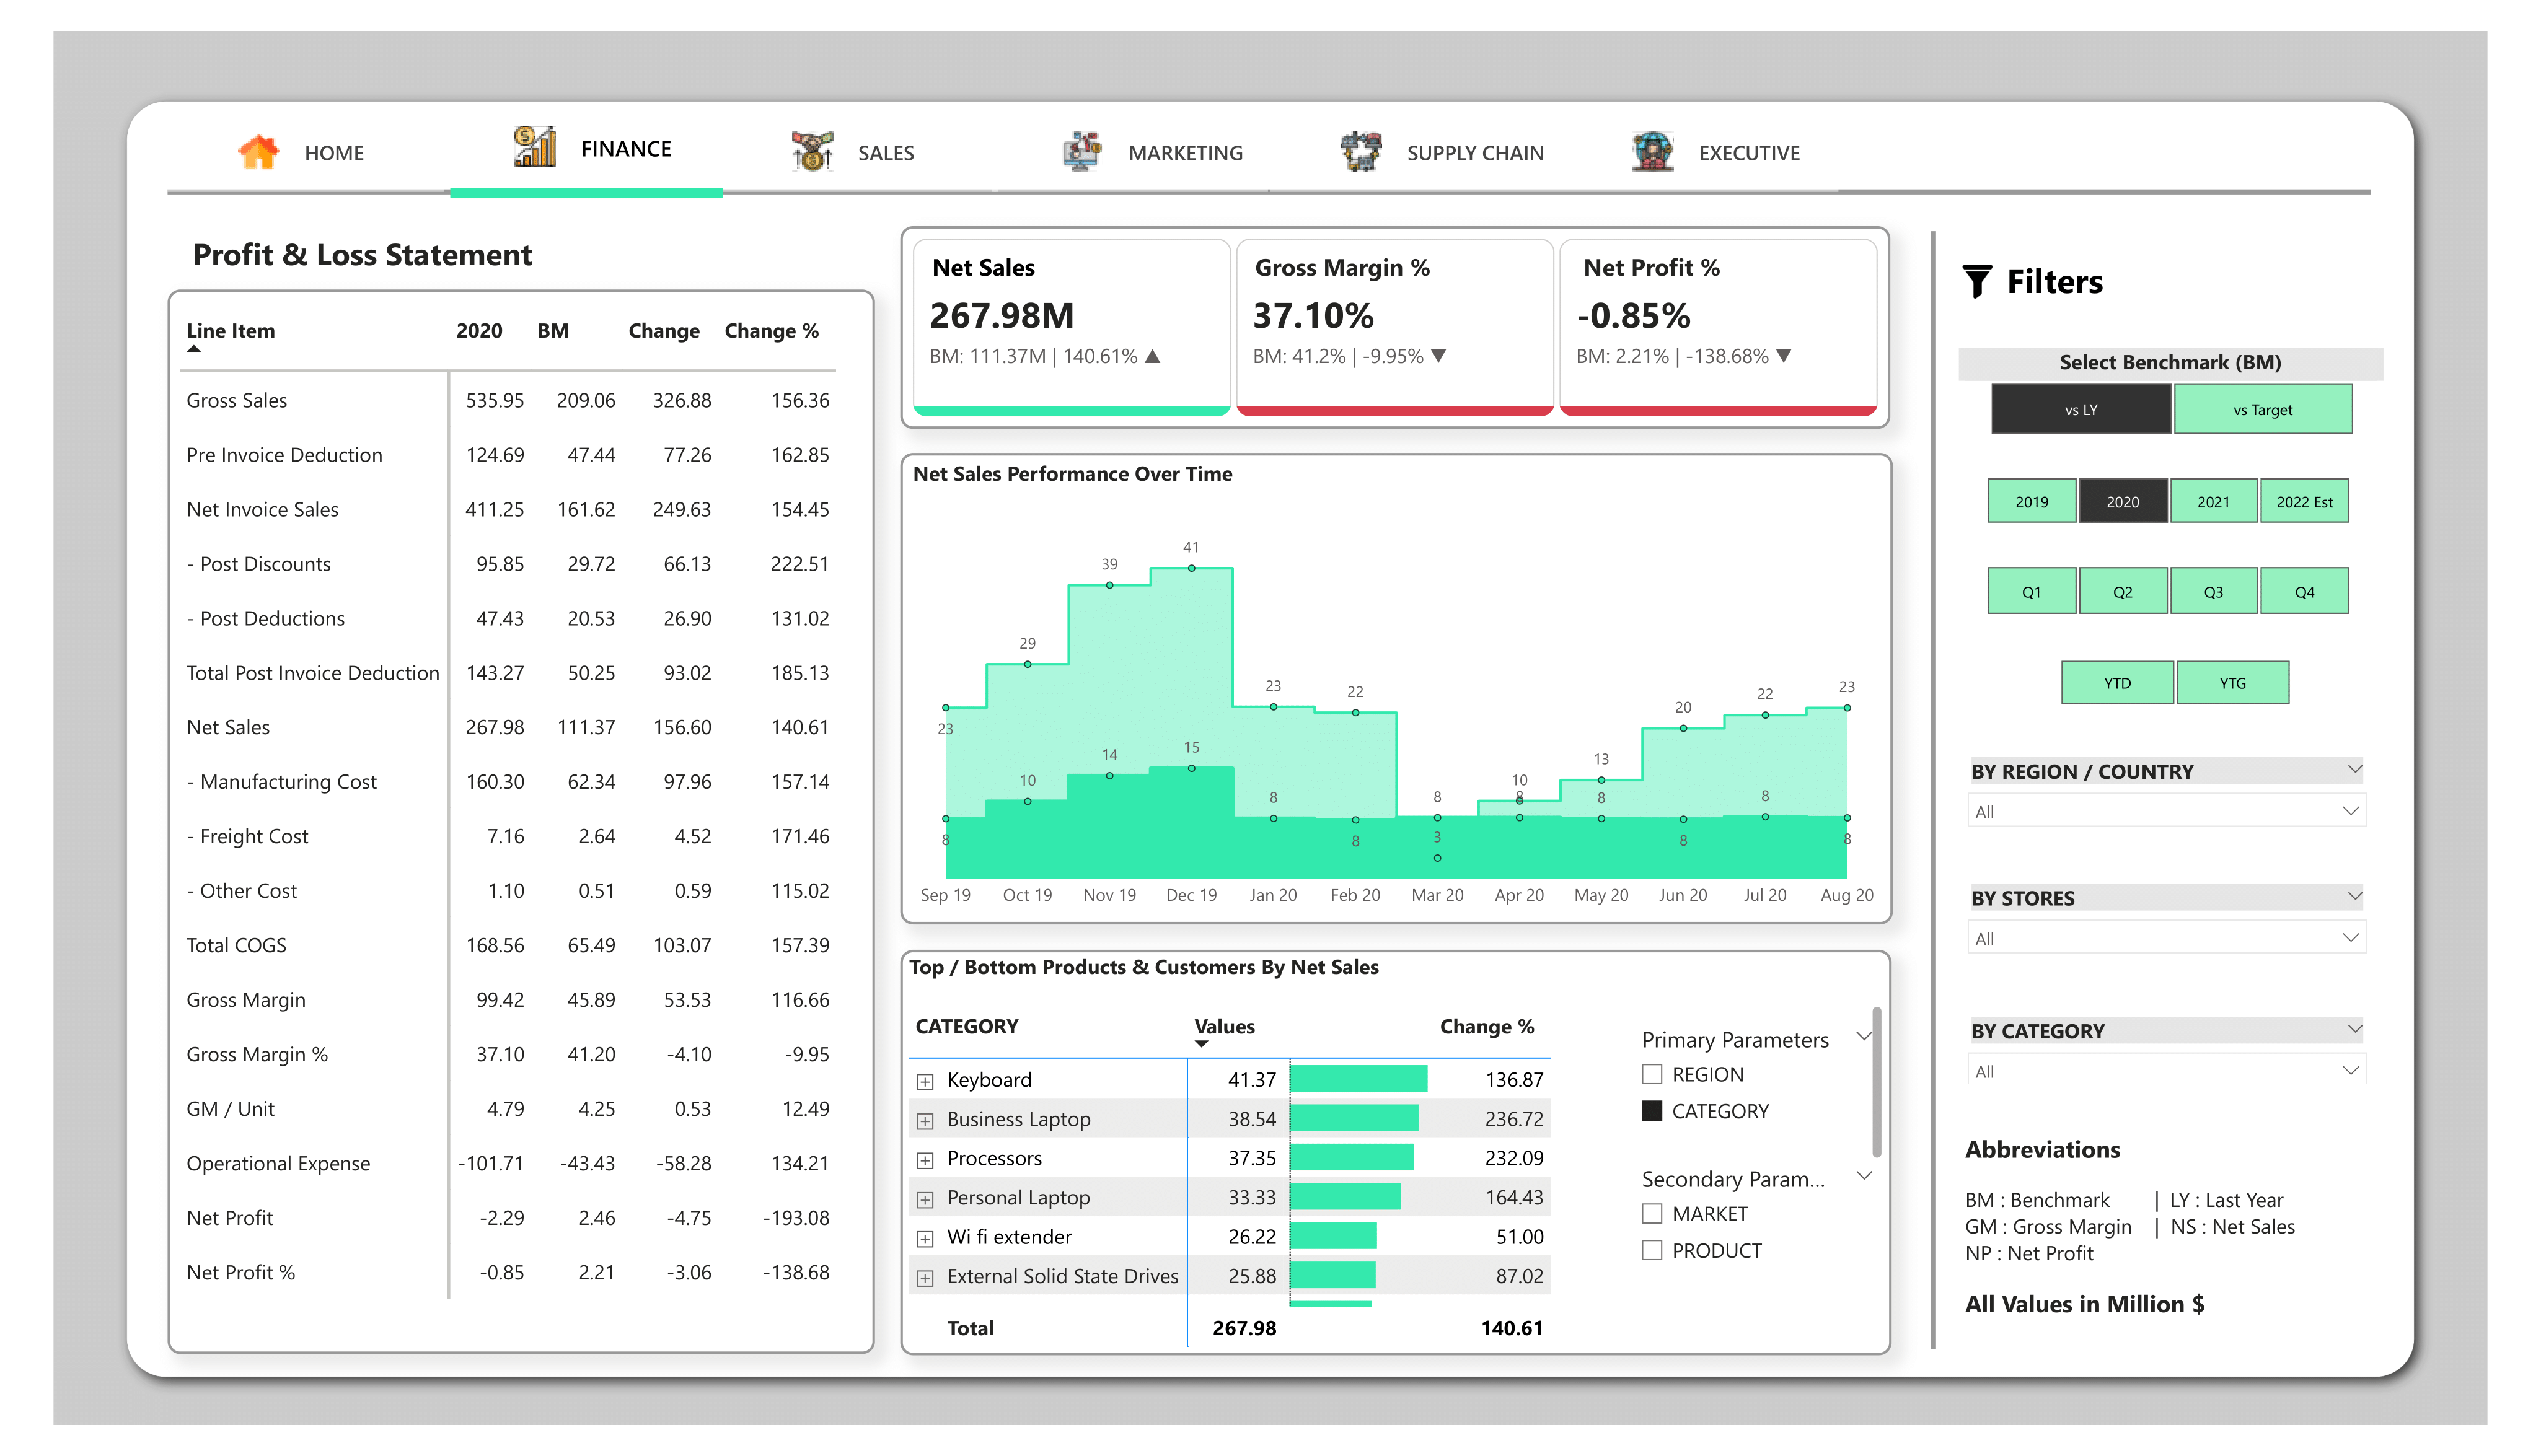 HOME FINANCE SALES MARKETING SUPPLY CHAIN EXECUTIVE
Profit & Loss Statement
Line Item 2020 BM Change Change %
Gross Sales 535.95 209.06 326.88 156.36
Pre Invoice Deduction 124.69 47.44 77.26 162.85
Net Invoice Sales 411.25 161.62 249.63 154.45
- Post Discounts 95.85 29.72 66.13 222.51
- Post Deductions 47.43 20.53 26.90 131.02
Total Post Invoice Deduction 143.27 50.25 93.02 185.13
Net Sales 267.98 111.37 156.60 140.61
- Manufacturing Cost 160.30 62.34 97.96 157.14
- Freight Cost 7.16 2.64 4.52 171.46
- Other Cost 1.10 0.51 0.59 115.02
Total COGS 168.56 65.49 103.07 157.39
Gross Margin 99.42 45.89 53.53 116.66
Gross Margin % 37.10 41.20 -4.10 -9.95
GM / Unit 4.79 4.25 0.53 12.49
Operational Expense -101.71 -43.43 -58.28 134.21
Net Profit -2.29 2.46 -4.75 -193.08
Net Profit % -0.85 2.21 -3.06 -138.68
Net Sales
267.98M
BM: 111.37M | 140.61% ▲
Gross Margin %
37.10%
BM: 41.2% | -9.95% ▼
Net Profit %
-0.85%
BM: 2.21% | -138.68% ▼
Net Sales Performance Over Time
23 29 39 41 23 22 3 10 13 20 22 23
8 10 14 15 8 8 8 8 8 8 8 8
Sep 19 Oct 19 Nov 19 Dec 19 Jan 20 Feb 20 Mar 20 Apr 20 May 20 Jun 20 Jul 20 Aug 20
Top / Bottom Products & Customers By Net Sales
CATEGORY Values Change %
Keyboard 41.37 136.87
Business Laptop 38.54 236.72
Processors 37.35 232.09
Personal Laptop 33.33 164.43
Wi fi extender 26.22 51.00
External Solid State Drives 25.88 87.02
Total 267.98 140.61
Primary Parameters
REGION
CATEGORY
Secondary Param...
MARKET
PRODUCT
Filters
Select Benchmark (BM)
vs LY vs Target
2019 2020 2021 2022 Est
Q1 Q2 Q3 Q4
YTD YTG
BY REGION / COUNTRY
All
BY STORES
All
BY CATEGORY
All
Abbreviations
BM : Benchmark | LY : Last Year
GM : Gross Margin | NS : Net Sales
NP : Net Profit
All Values in Million $